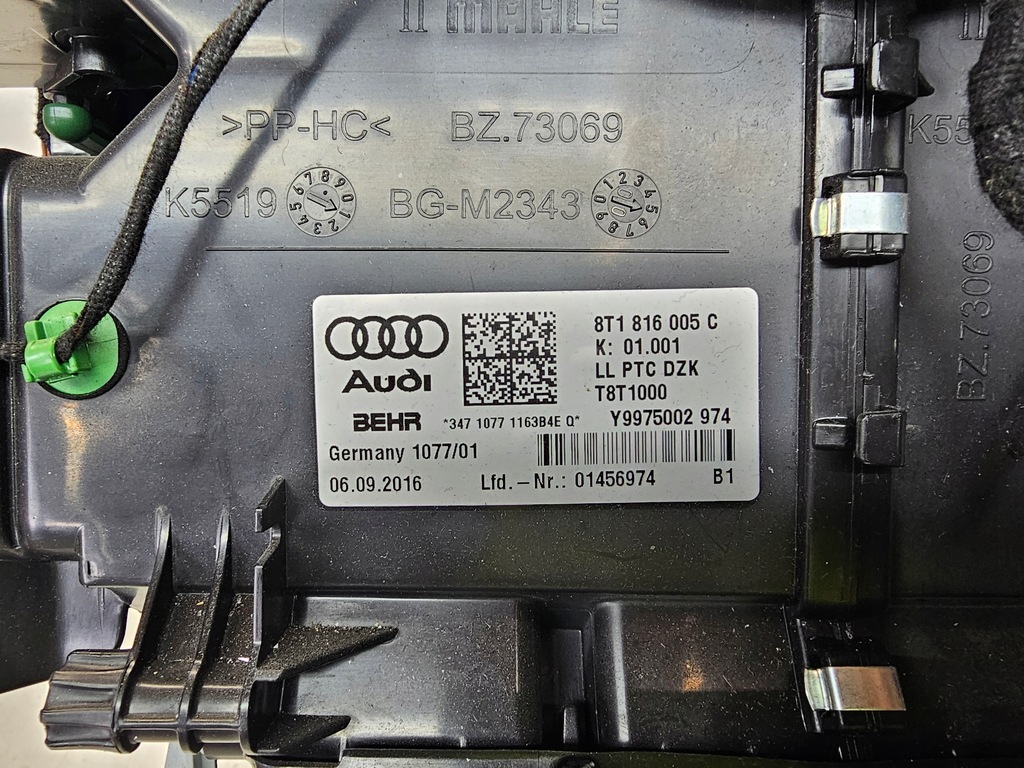 MAHLE
>PP-HC< BZ.73069
K5519 BG-M2343
BZ.73069
Audi
BEHR
8T1 816 005 C
K: 01.001
LL PTC DZK
T8T1000
*347 1077 1163B4E Q* Y9975002 974
Germany 1077/01
06.09.2016 Lfd.-Nr.: 01456974 B1